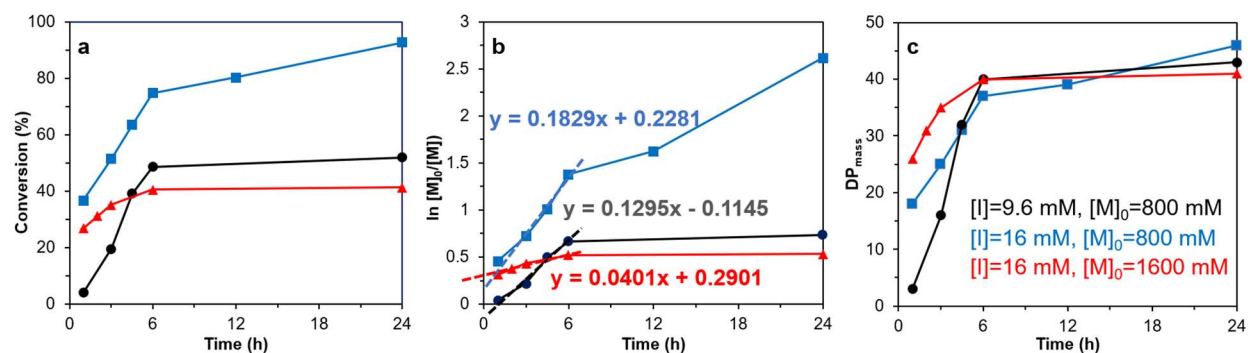 a
100
80
60
40
20
0
Conversion (%)
0 6 12 18 24
Time (h)
b
3
2.5
2
1.5
1
0.5
0
ln [M]₀/[M])
y = 0.1829x + 0.2281
y = 0.1295x - 0.1145
y = 0.0401x + 0.2901
0 6 12 18 24
Time (h)
c
50
40
30
20
10
0
DPmass
[I]=9.6 mM, [M]₀=800 mM
[I]=16 mM, [M]₀=800 mM
[I]=16 mM, [M]₀=1600 mM
0 6 12 18 24
Time (h)